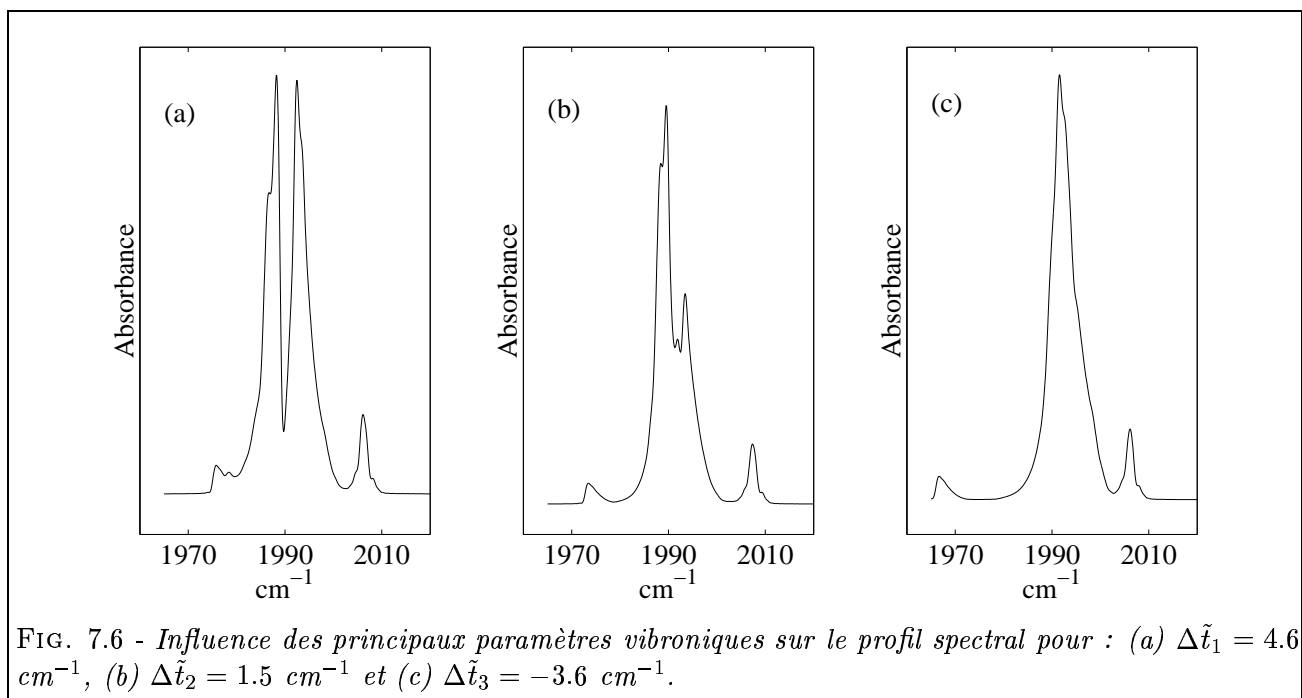 (a)
Absorbance
1970 1990 2010
cm⁻¹
(b)
Absorbance
1970 1990 2010
cm⁻¹
(c)
Absorbance
1970 1990 2010
cm⁻¹
FIG. 7.6 - Influence des principaux paramètres vibroniques sur le profil spectral pour : (a) Δt̃₁ = 4.6
cm⁻¹, (b) Δt̃₂ = 1.5 cm⁻¹ et (c) Δt̃₃ = −3.6 cm⁻¹.